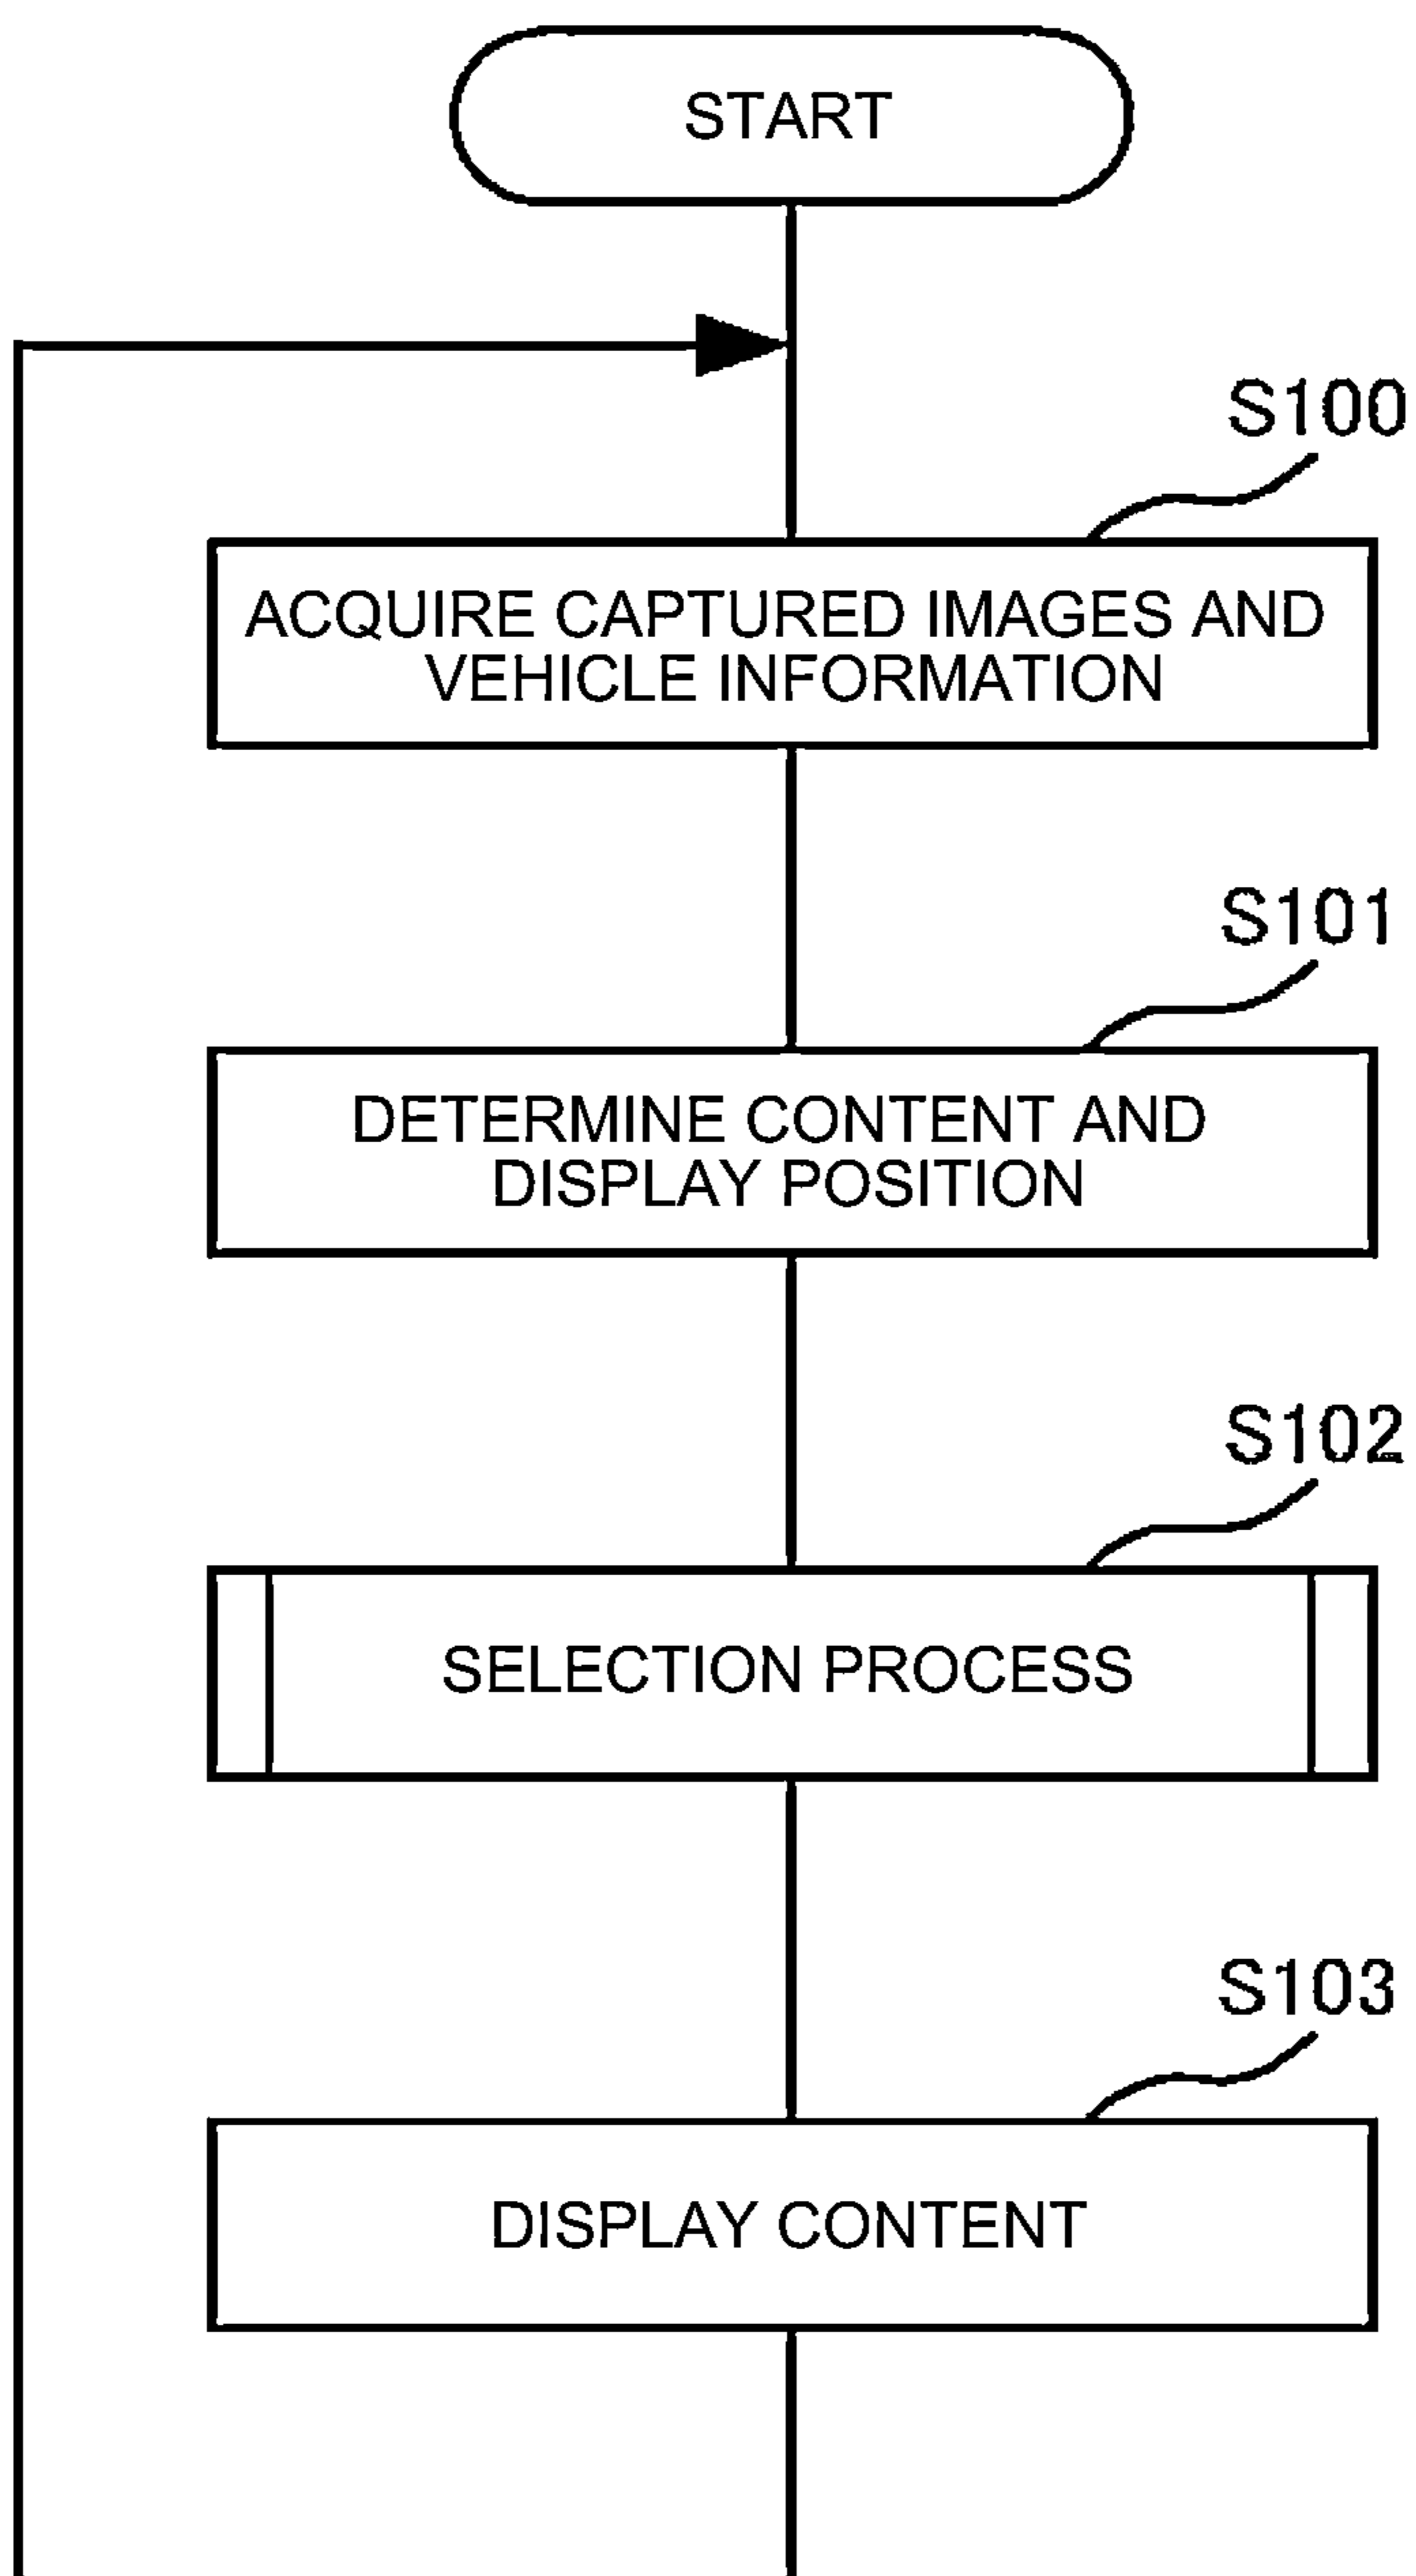 START
S100
ACQUIRE CAPTURED IMAGES AND
VEHICLE INFORMATION
S101
DETERMINE CONTENT AND
DISPLAY POSITION
S102
SELECTION PROCESS
S103
DISPLAY CONTENT